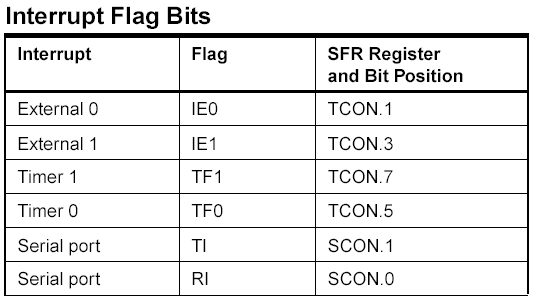 Interrupt Flag Bits
Interrupt Flag SFR Register
and Bit Position
External 0 IE0 TCON.1
External 1 IE1 TCON.3
Timer 1 TF1 TCON.7
Timer 0 TF0 TCON.5
Serial port TI SCON.1
Serial port RI SCON.0